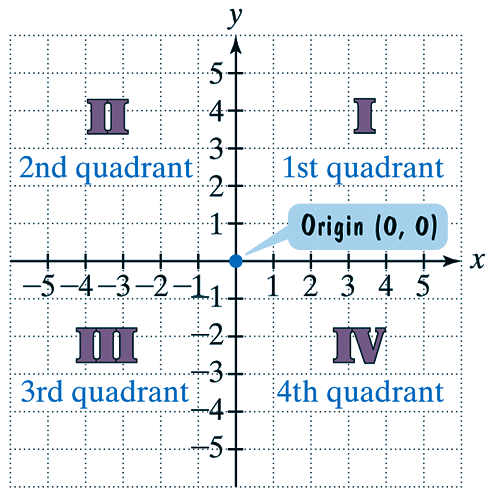 y
5
II 4 I
3
2nd quadrant 1st quadrant
2
1 Origin (0, 0)
x
−5 −4 −3 −2 −1 1 2 3 4 5
−1
III −2 IV
−3
3rd quadrant 4th quadrant
−4
−5